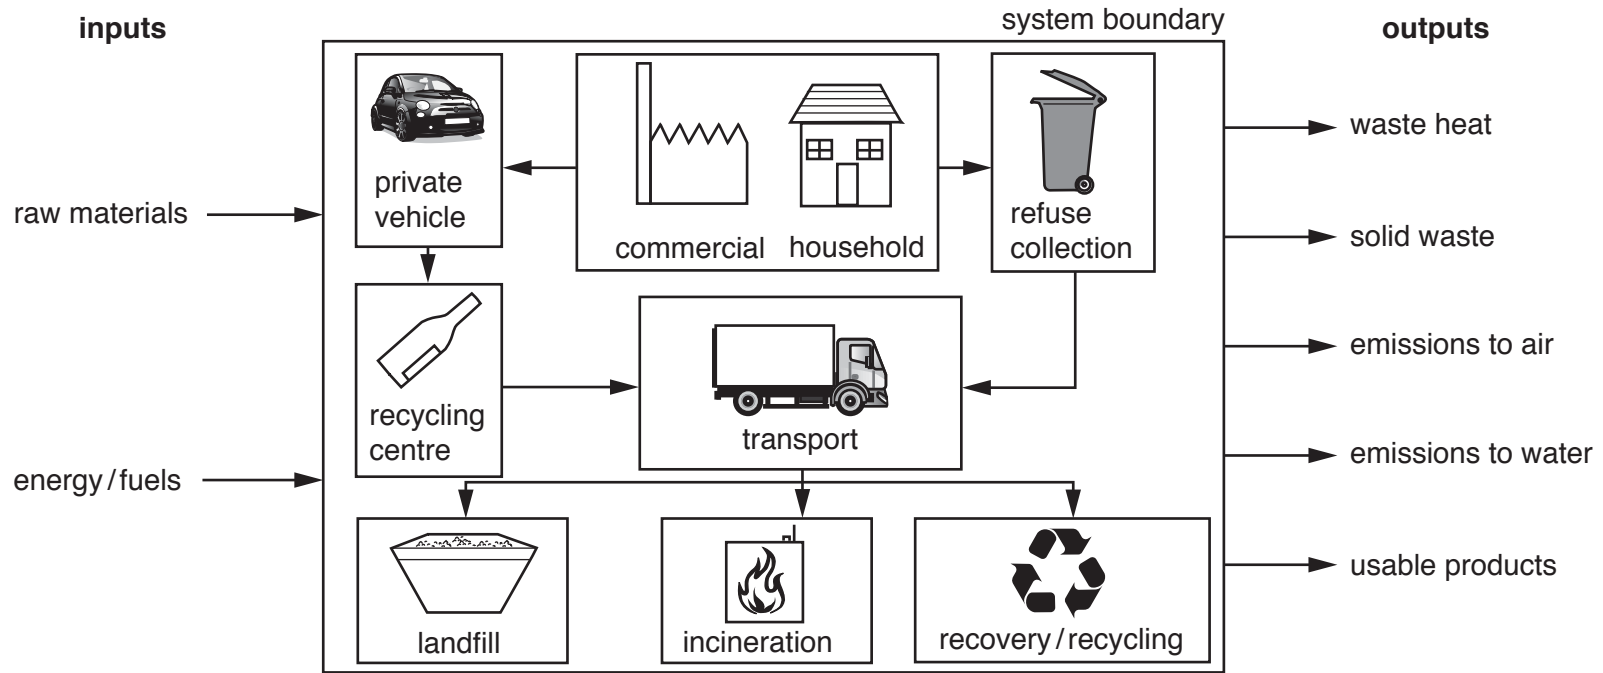 inputs
system boundary
outputs
private
vehicle
commercial
household
refuse
collection
raw materials
energy/fuels
recycling
centre
transport
landfill
incineration
recovery/recycling
waste heat
solid waste
emissions to air
emissions to water
usable products